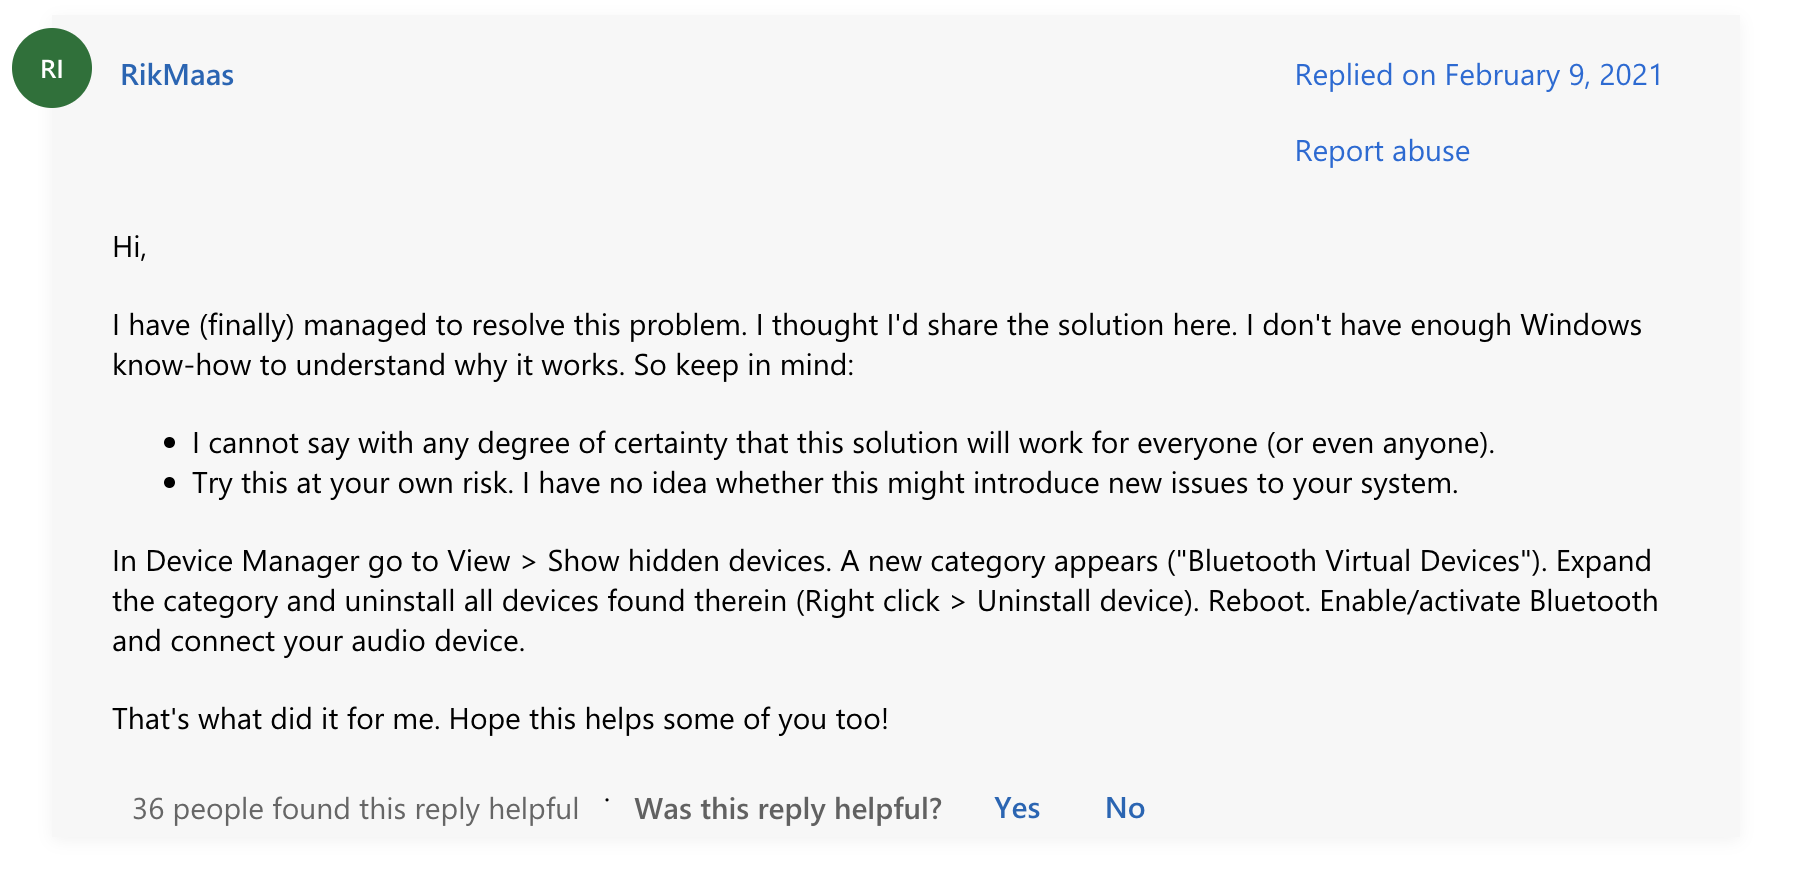 RI
RikMaas
Replied on February 9, 2021
Report abuse
Hi,
I have (finally) managed to resolve this problem. I thought I'd share the solution here. I don't have enough Windows
know-how to understand why it works. So keep in mind:
• I cannot say with any degree of certainty that this solution will work for everyone (or even anyone).
• Try this at your own risk. I have no idea whether this might introduce new issues to your system.
In Device Manager go to View > Show hidden devices. A new category appears ("Bluetooth Virtual Devices"). Expand
the category and uninstall all devices found therein (Right click > Uninstall device). Reboot. Enable/activate Bluetooth
and connect your audio device.
That's what did it for me. Hope this helps some of you too!
36 people found this reply helpful · Was this reply helpful? Yes No